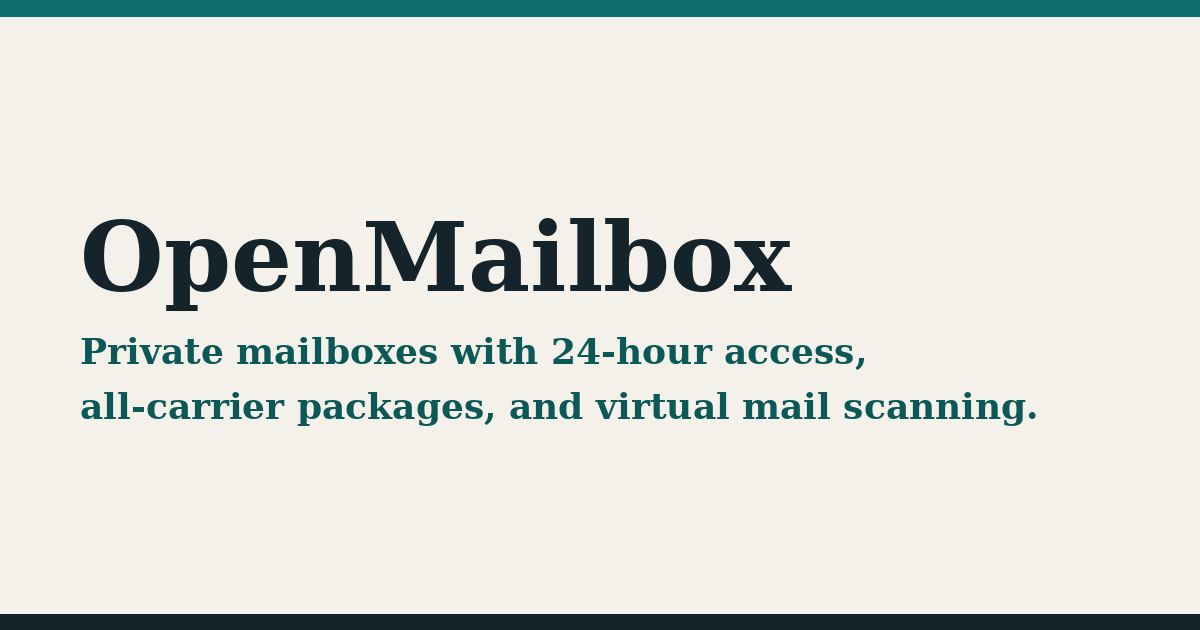 OpenMailbox
Private mailboxes with 24-hour access,
all-carrier packages, and virtual mail scanning.